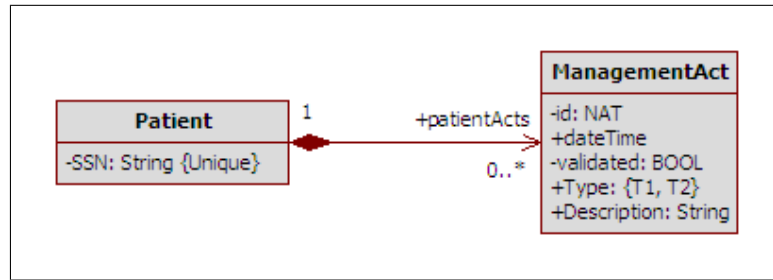 Patient
-SSN: String {Unique}
1
+patientActs
0..*
ManagementAct
-id: NAT
+dateTime
-validated: BOOL
+Type: {T1, T2}
+Description: String